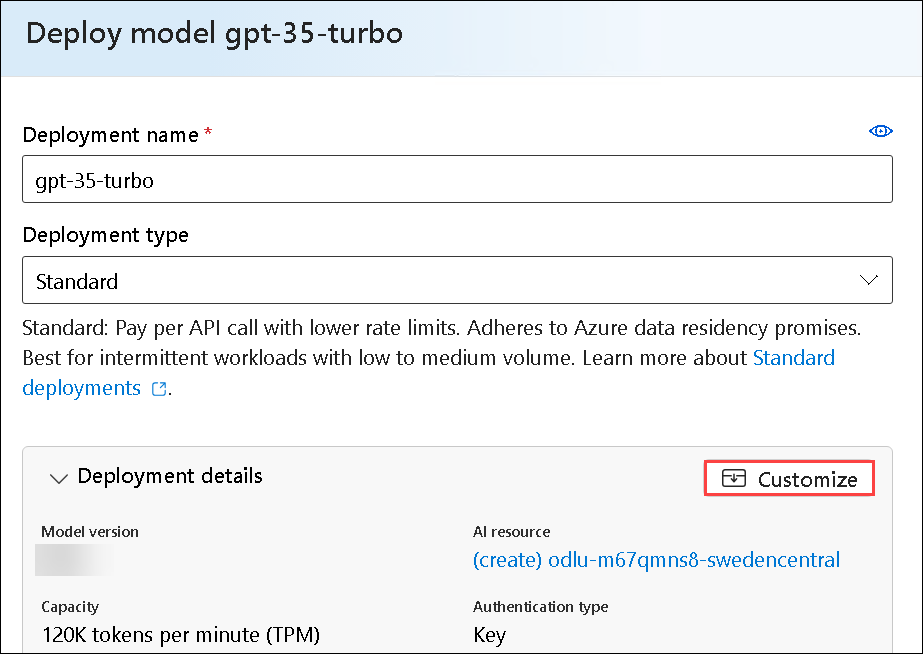 Deploy model gpt-35-turbo
Deployment name *
gpt-35-turbo
Deployment type
Standard
Standard: Pay per API call with lower rate limits. Adheres to Azure data residency promises.
Best for intermittent workloads with low to medium volume. Learn more about Standard
deployments .
Deployment details
Customize
Model version
AI resource
(create) odlu-m67qmns8-swedencentral
Capacity
120K tokens per minute (TPM)
Authentication type
Key